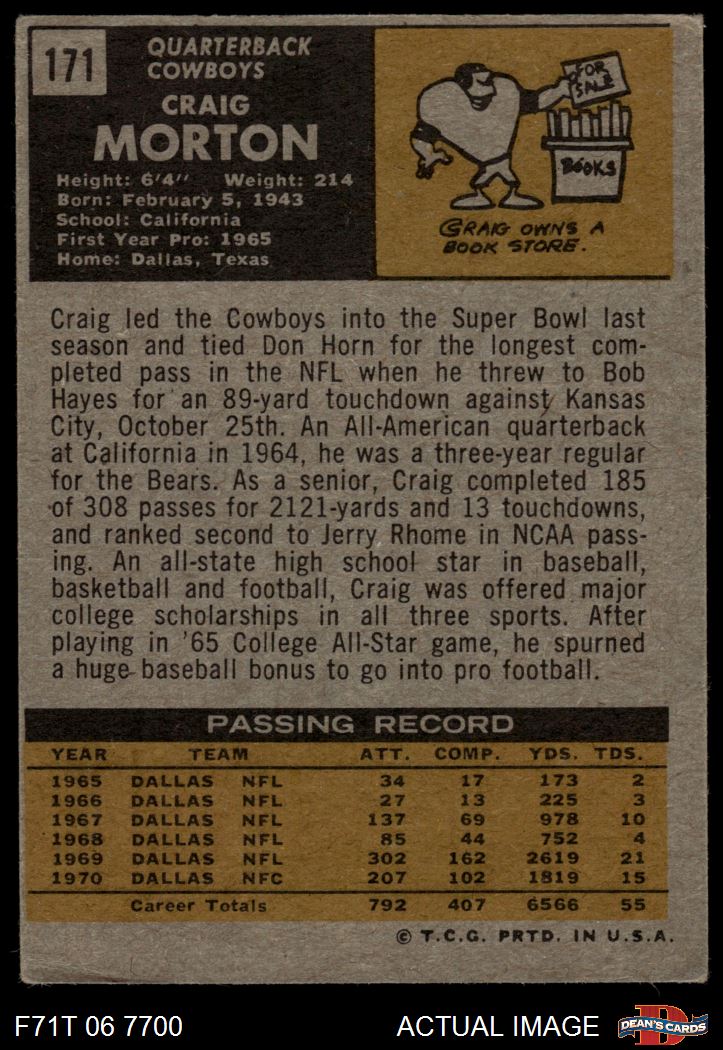 171
QUARTERBACK
COWBOYS
CRAIG
MORTON
Height: 6'4" Weight: 214
Born: February 5, 1943
School: California
First Year Pro: 1965
Home: Dallas, Texas
FOR
SALE
BOOKS
CRAIG OWNS A
BOOK STORE.
Craig led the Cowboys into the Super Bowl last
season and tied Don Horn for the longest com-
pleted pass in the NFL when he threw to Bob
Hayes for an 89-yard touchdown against Kansas
City, October 25th. An All-American quarterback
at California in 1964, he was a three-year regular
for the Bears. As a senior, Craig completed 185
of 308 passes for 2121-yards and 13 touchdowns,
and ranked second to Jerry Rhome in NCAA pass-
ing. An all-state high school star in baseball,
basketball and football, Craig was offered major
college scholarships in all three sports. After
playing in '65 College All-Star game, he spurned
a huge baseball bonus to go into pro football.
PASSING RECORD
YEAR TEAM ATT. COMP. YDS. TDS.
1965 DALLAS NFL 34 17 173 2
1966 DALLAS NFL 27 13 225 3
1967 DALLAS NFL 137 69 978 10
1968 DALLAS NFL 85 44 752 4
1969 DALLAS NFL 302 162 2619 21
1970 DALLAS NFC 207 102 1819 15
Career Totals 792 407 6566 55
© T.C.G. PRTD. IN U.S.A.
F71T 06 7700 ACTUAL IMAGE D DEAN'S CARDS